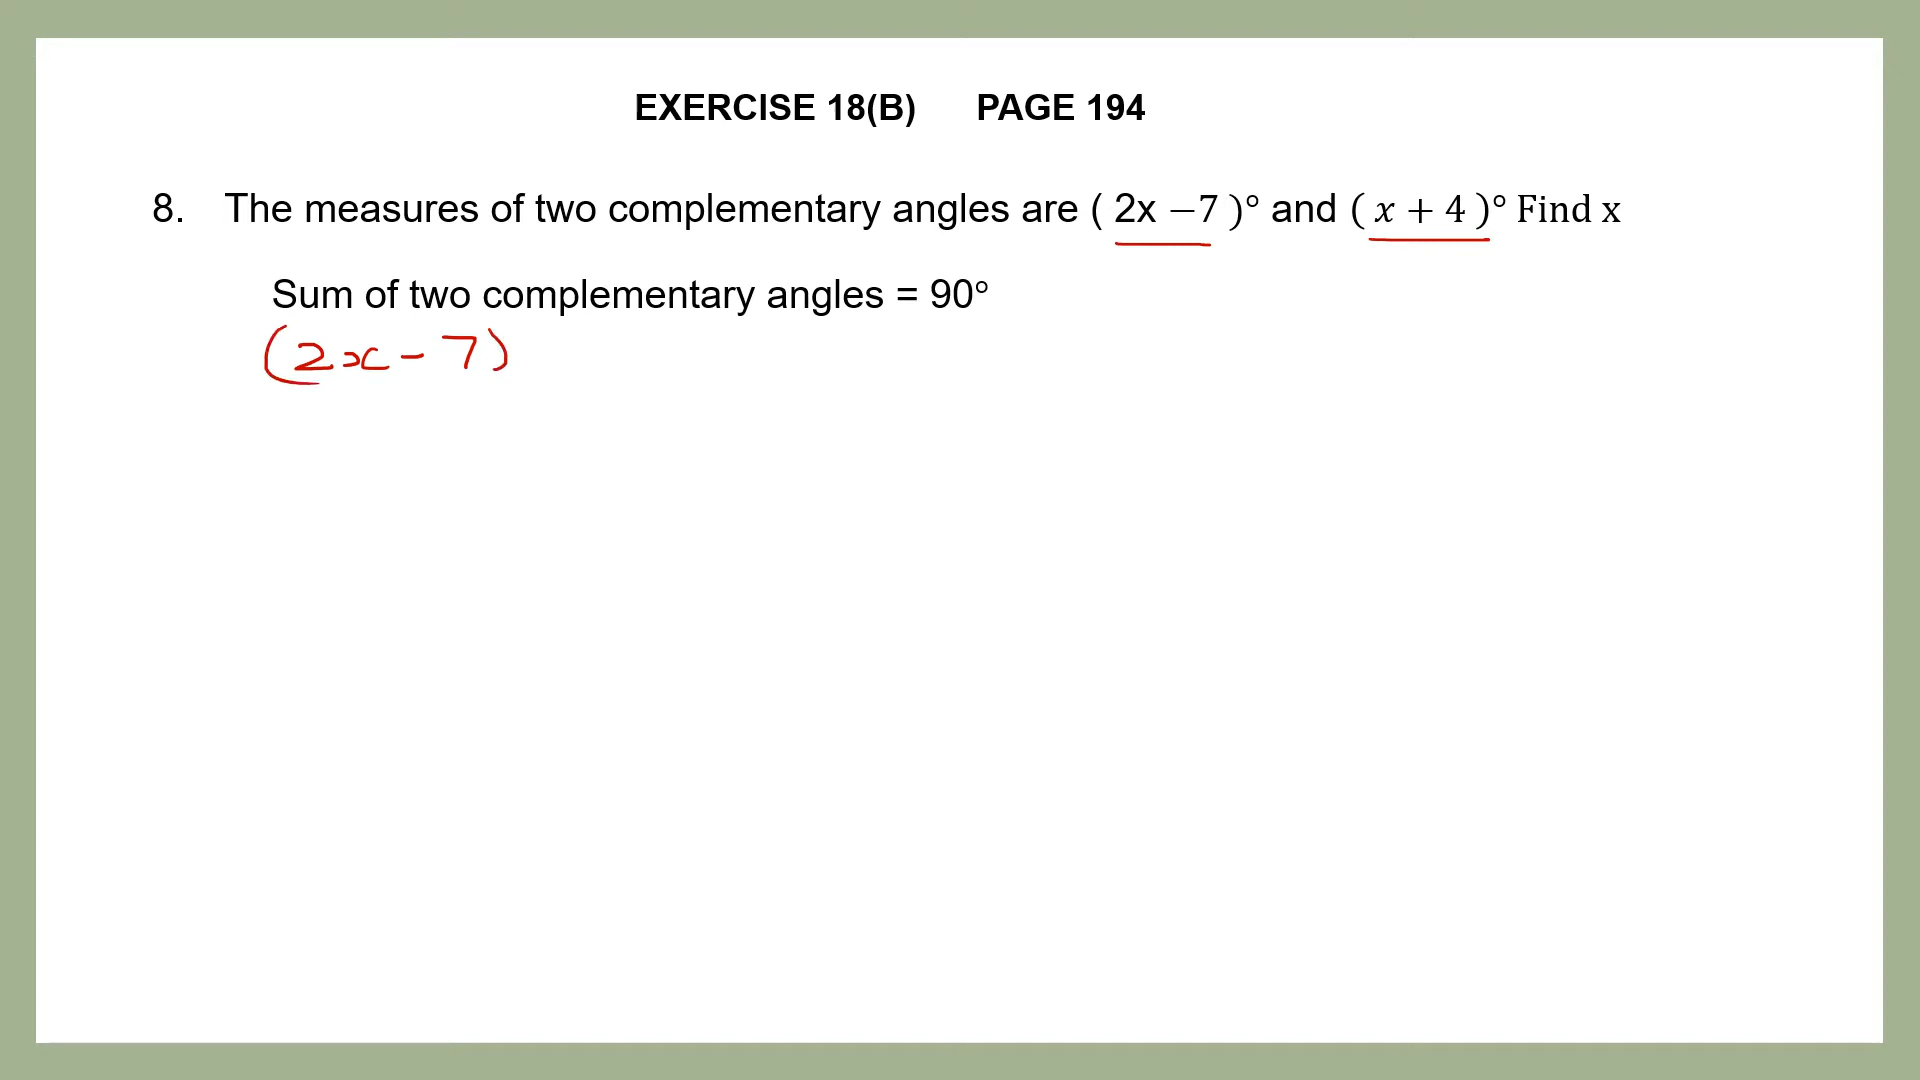 EXERCISE 18(B) PAGE 194
8. The measures of two complementary angles are ( 2x −7 )° and ( x + 4 )° Find x
Sum of two complementary angles = 90°
(2x - 7)